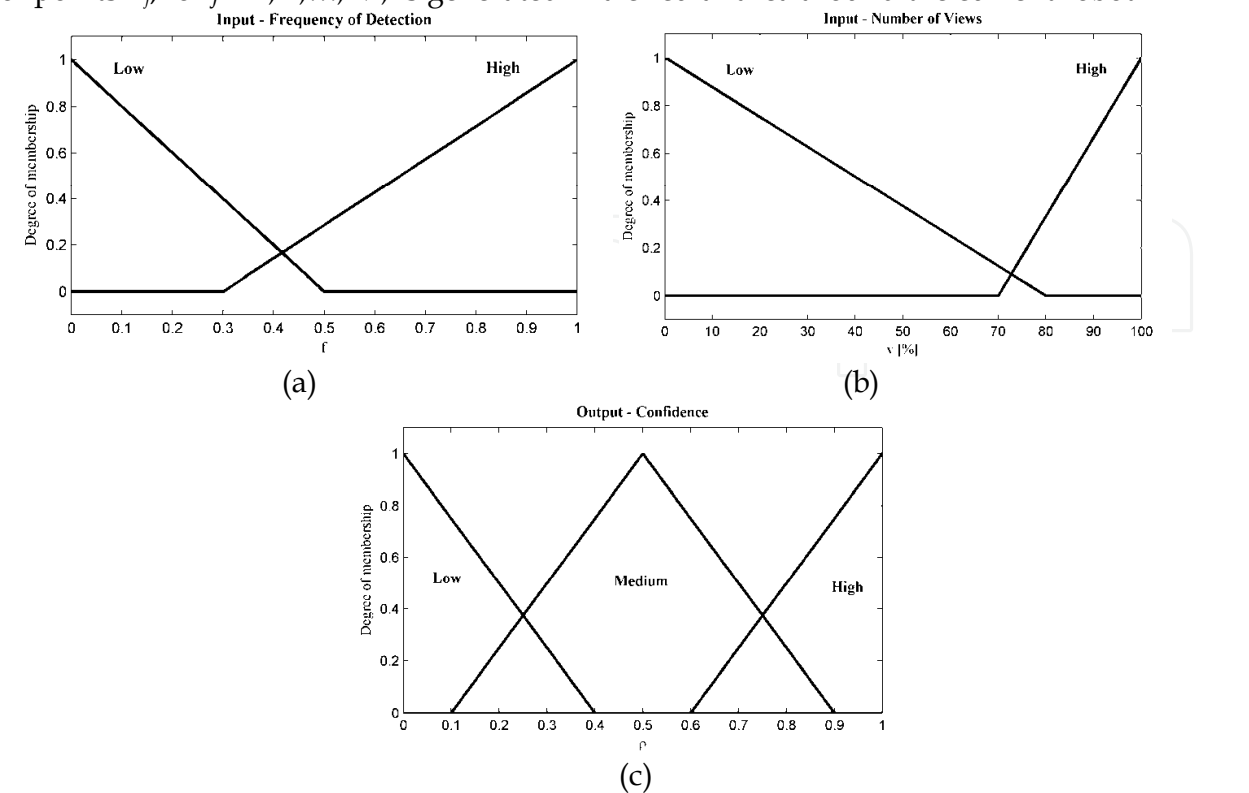 points is generated in the
Input - Frequency of Detection
Low
High
Degree of membership
1
0.8
0.6
0.4
0.2
0
0 0.1 0.2 0.3 0.4 0.5 0.6 0.7 0.8 0.9 1
f
(a)
Input - Number of Views
Low
High
Degree of membership
1
0.8
0.6
0.4
0.2
0
0 10 20 30 40 50 60 70 80 90 100
v [%]
(b)
Output - Confidence
Low
Medium
High
Degree of membership
1
0.8
0.6
0.4
0.2
0
0 0.1 0.2 0.3 0.4 0.5 0.6 0.7 0.8 0.9 1
ρ
(c)